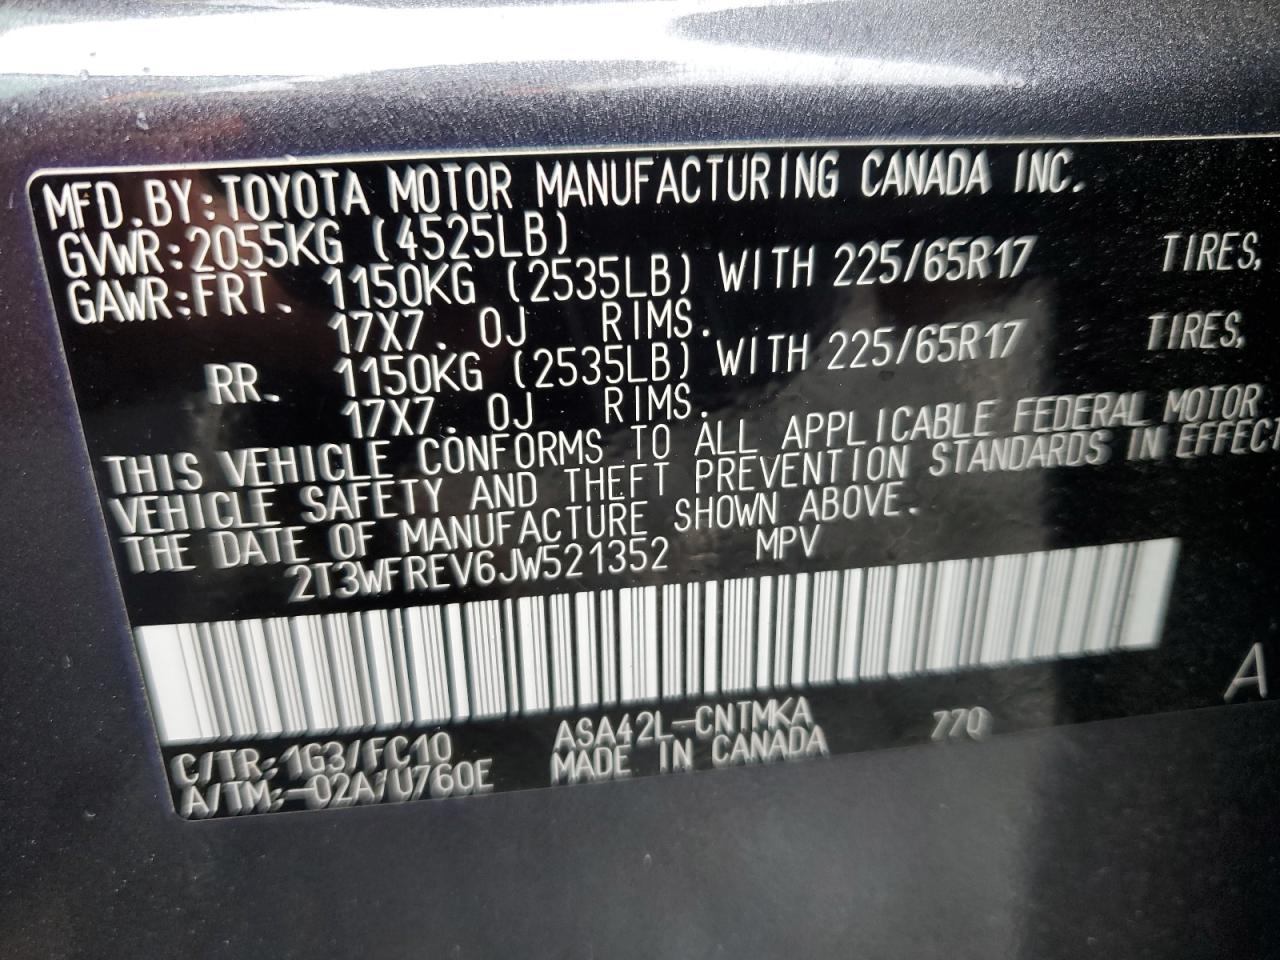 MFD.BY:TOYOTA MOTOR MANUFACTURING CANADA INC.
GVWR:2055KG (4525LB)
GAWR:FRT. 1150KG (2535LB) WITH 225/65R17 TIRES,
17X7. 0J RIMS.
RR. 1150KG (2535LB) WITH 225/65R17 TIRES,
17X7. 0J RIMS.
THIS VEHICLE CONFORMS TO ALL APPLICABLE FEDERAL MOTOR
VEHICLE SAFETY AND THEFT PREVENTION STANDARDS IN EFFECT
THE DATE OF MANUFACTURE SHOWN ABOVE.
2T3WFREV6JW521352 MPV
A
C/TR:1G3/FC10 ASA42L-CNTMKA 77Q
A/TM:-02A/U760E MADE IN CANADA